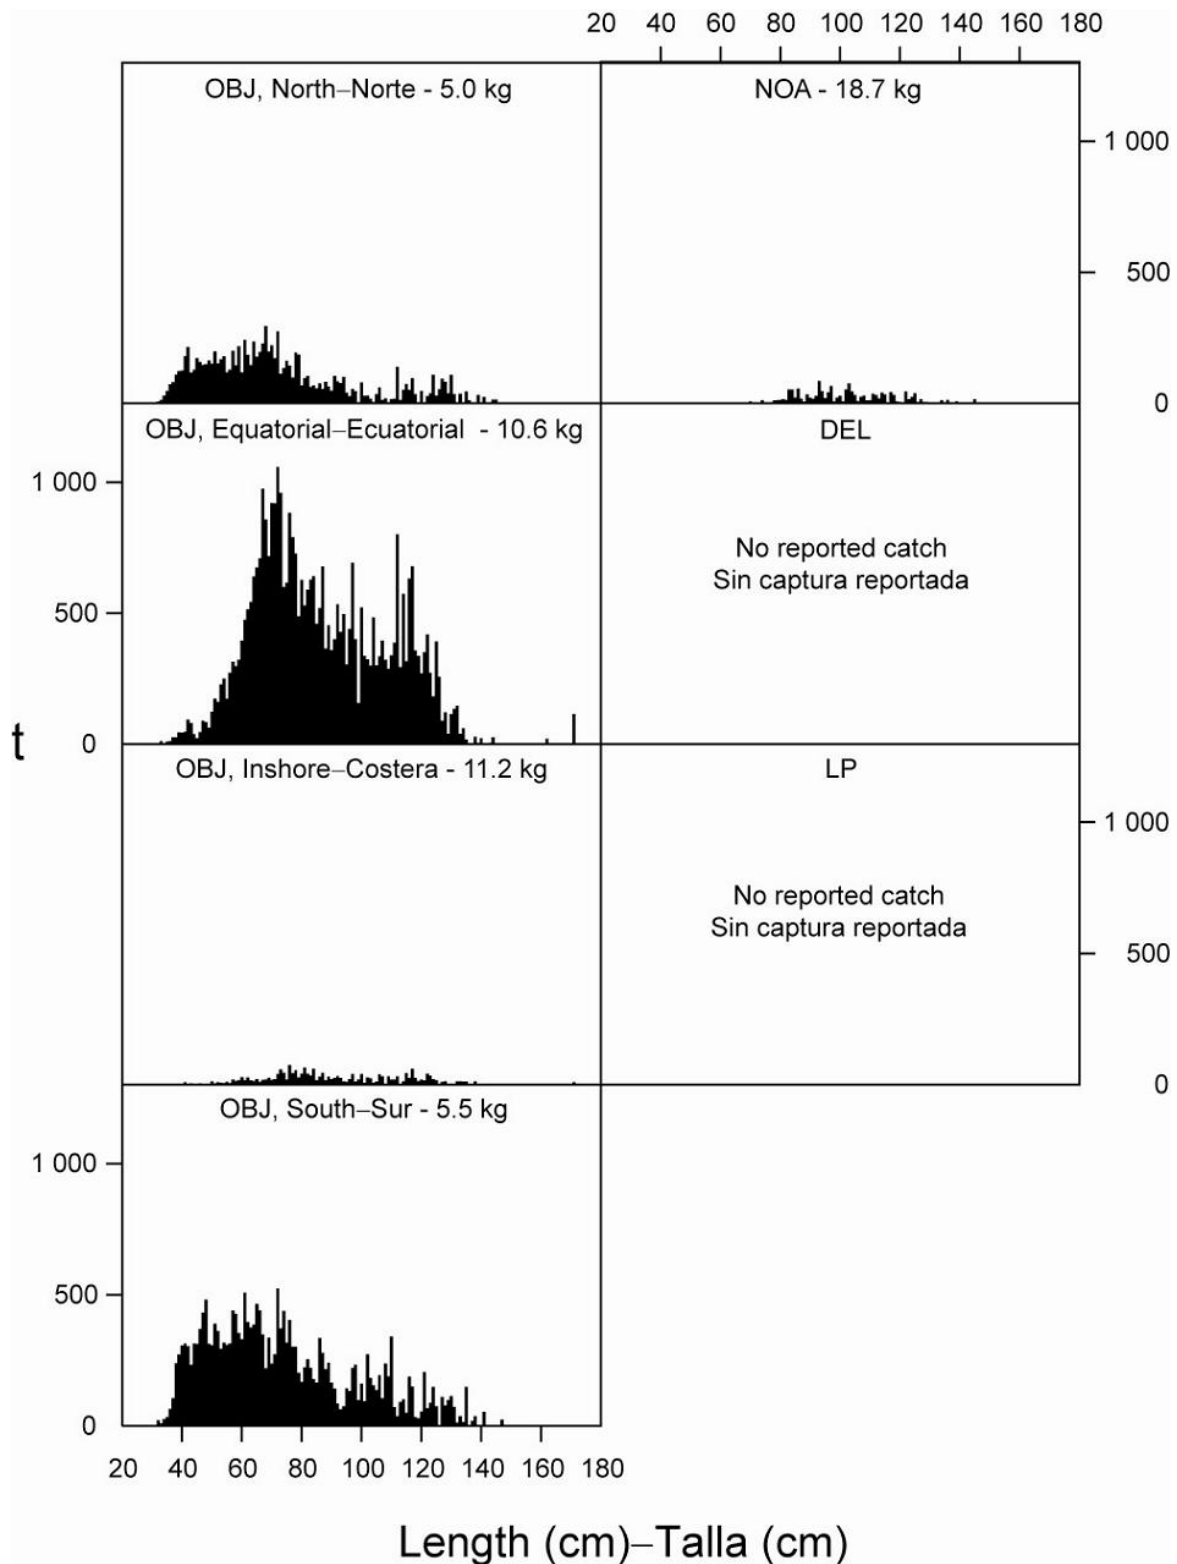 20 40 60 80 100 120 140 160 180
OBJ, North–Norte - 5.0 kg
NOA - 18.7 kg
1 000
500
0
OBJ, Equatorial–Ecuatorial - 10.6 kg
DEL
1 000
500
0
No reported catch
Sin captura reportada
t
OBJ, Inshore–Costera - 11.2 kg
LP
1 000
500
0
No reported catch
Sin captura reportada
OBJ, South–Sur - 5.5 kg
1 000
500
0
20 40 60 80 100 120 140 160 180
Length (cm)–Talla (cm)